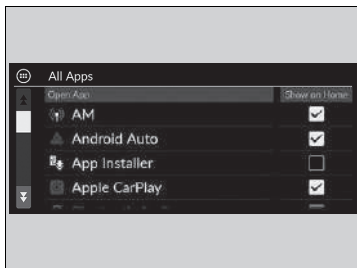 All Apps
Open App Show on Home
AM
Android Auto
App Installer
Apple CarPlay